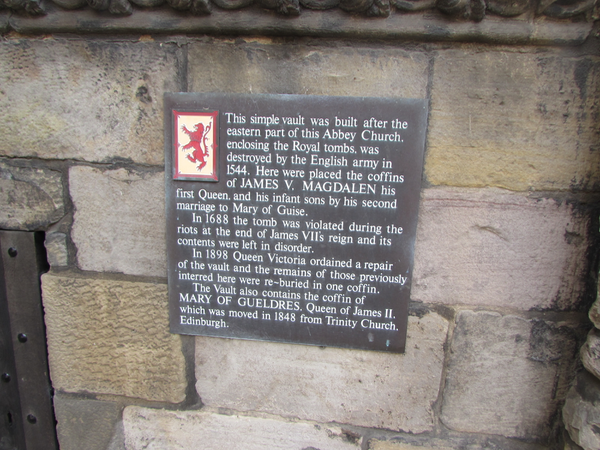 This simple vault was built after the
eastern part of this Abbey Church,
enclosing the Royal tombs, was
destroyed by the English army in
1544. Here were placed the coffins
of JAMES V, MAGDALEN his
first Queen, and his infant sons by his second
marriage to Mary of Guise.
In 1688 the tomb was violated during the
riots at the end of James VII's reign and its
contents were left in disorder.
In 1898 Queen Victoria ordained a repair
of the vault and the remains of those previously
interred here were re-buried in one coffin.
The Vault also contains the coffin of
MARY OF GUELDRES, Queen of James II,
which was moved in 1848 from Trinity Church,
Edinburgh.